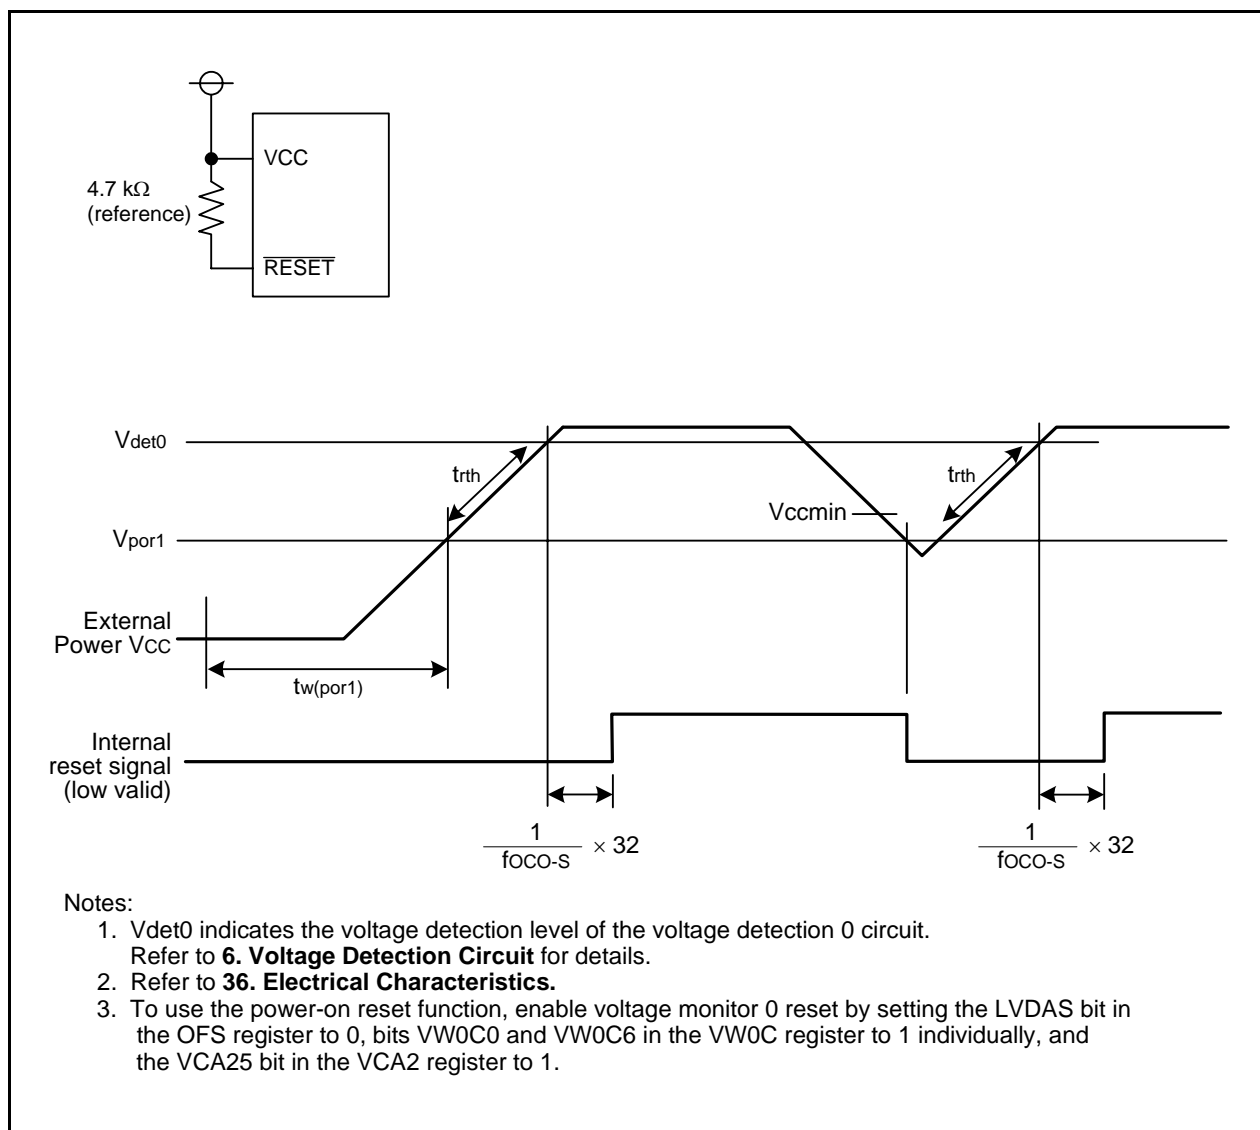 VCC
4.7 kΩ
(reference)
RESET
Vdet0
trth
trth
Vccmin
Vpor1
External
Power VCC
tw(por1)
Internal
reset signal
(low valid)
1
fOCO-S
× 32
1
fOCO-S
× 32
Notes:
1. Vdet0 indicates the voltage detection level of the voltage detection 0 circuit.
Refer to 6. Voltage Detection Circuit for details.
2. Refer to 36. Electrical Characteristics.
3. To use the power-on reset function, enable voltage monitor 0 reset by setting the LVDAS bit in
the OFS register to 0, bits VW0C0 and VW0C6 in the VW0C register to 1 individually, and
the VCA25 bit in the VCA2 register to 1.